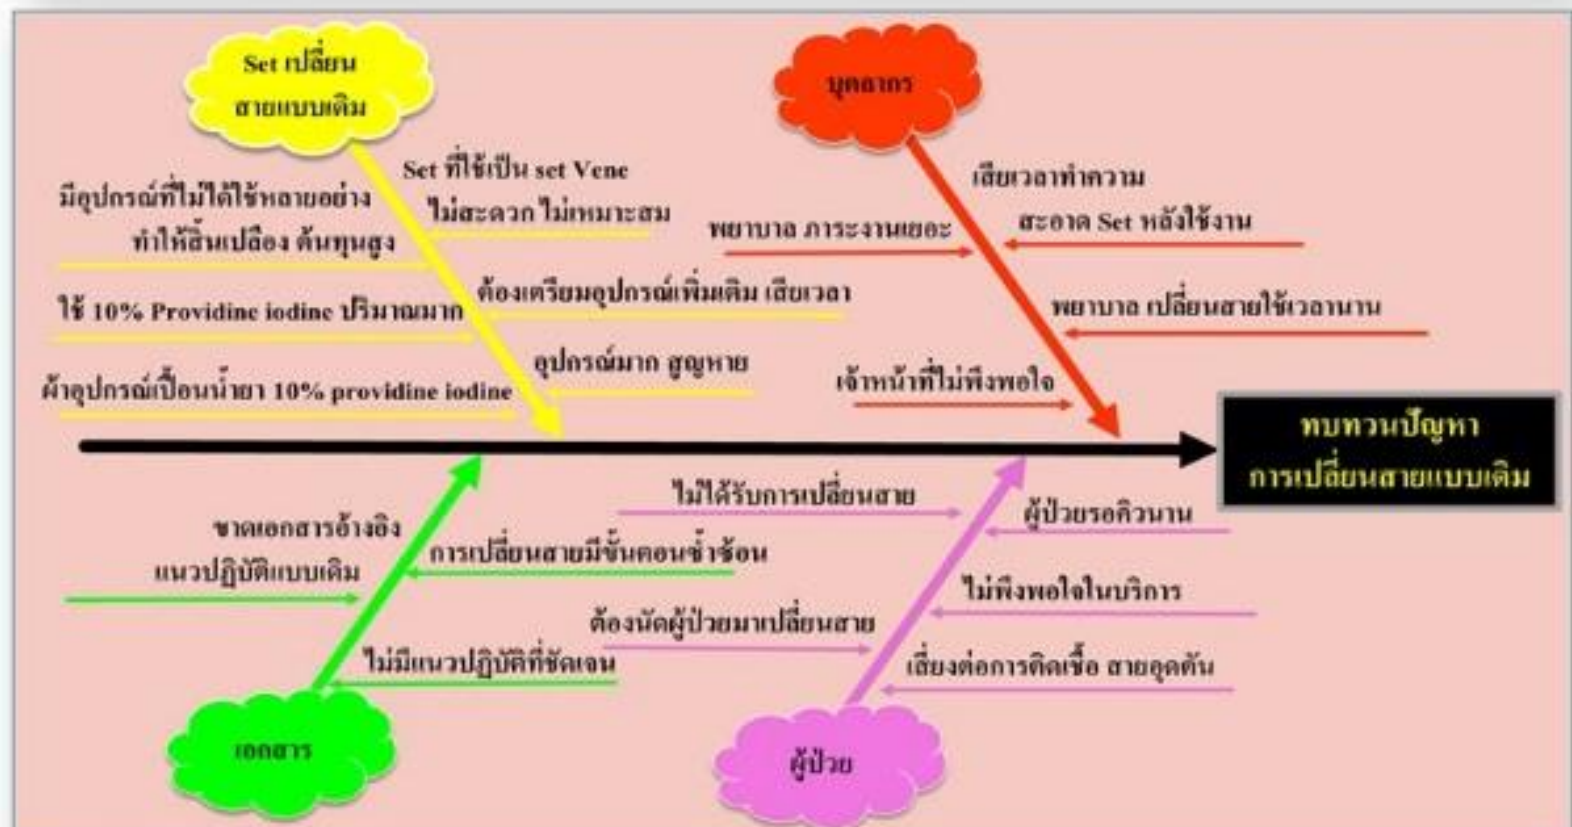 Set เปลี่ยน
สายแบบเดิม
บุคลากร
มีอุปกรณ์ที่ไม่ได้ใช้หลายอย่าง
ทำให้สิ้นเปลือง ต้นทุนสูง
Set ที่ใช้เป็น set Vene
ไม่สะดวก ไม่เหมาะสม
ใช้ 10% Providine iodine ปริมาณมาก
ต้องเตรียมอุปกรณ์เพิ่มเติม เสียเวลา
ผ้าอุปกรณ์เปื้อนน้ำยา 10% providine iodine
อุปกรณ์มาก สูญหาย
พยาบาล ภาระงานเยอะ
เสียเวลาทำความ
สะอาด Set หลังใช้งาน
พยาบาล เปลี่ยนสายใช้เวลานาน
เจ้าหน้าที่ไม่พึงพอใจ
ทบทวนปัญหา
การเปลี่ยนสายแบบเดิม
ขาดเอกสารอ้างอิง
แนวปฏิบัติแบบเดิม
การเปลี่ยนสายมีขั้นตอนซ้ำซ้อน
ไม่มีแนวปฏิบัติที่ชัดเจน
เอกสาร
ไม่ได้รับการเปลี่ยนสาย
ผู้ป่วยรอคิวนาน
ต้องนัดผู้ป่วยมาเปลี่ยนสาย
ไม่พึงพอใจในบริการ
เสี่ยงต่อการติดเชื้อ สายอุดตัน
ผู้ป่วย